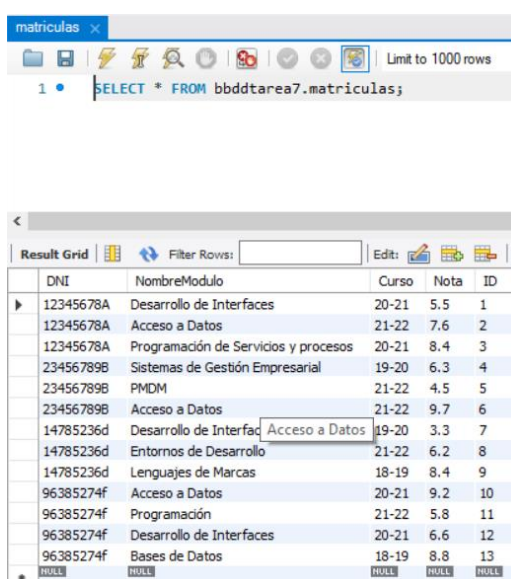 matriculas
Limit to 1000 rows
1 SELECT * FROM bbddtarea7.matriculas;
Result Grid Filter Rows: Edit:
DNI NombreModulo Curso Nota ID
12345678A Desarrollo de Interfaces 20-21 5.5 1
12345678A Acceso a Datos 21-22 7.6 2
12345678A Programación de Servicios y procesos 20-21 8.4 3
23456789B Sistemas de Gestión Empresarial 19-20 6.3 4
23456789B PMDM 21-22 4.5 5
23456789B Acceso a Datos 21-22 9.7 6
14785236d Desarrollo de Interfac Acceso a Datos 19-20 3.3 7
14785236d Entornos de Desarrollo 21-22 6.2 8
14785236d Lenguajes de Marcas 18-19 8.4 9
96385274f Acceso a Datos 20-21 9.2 10
96385274f Programación 21-22 5.8 11
96385274f Desarrollo de Interfaces 20-21 6.6 12
96385274f Bases de Datos 18-19 8.8 13
NULL NULL NULL NULL NULL